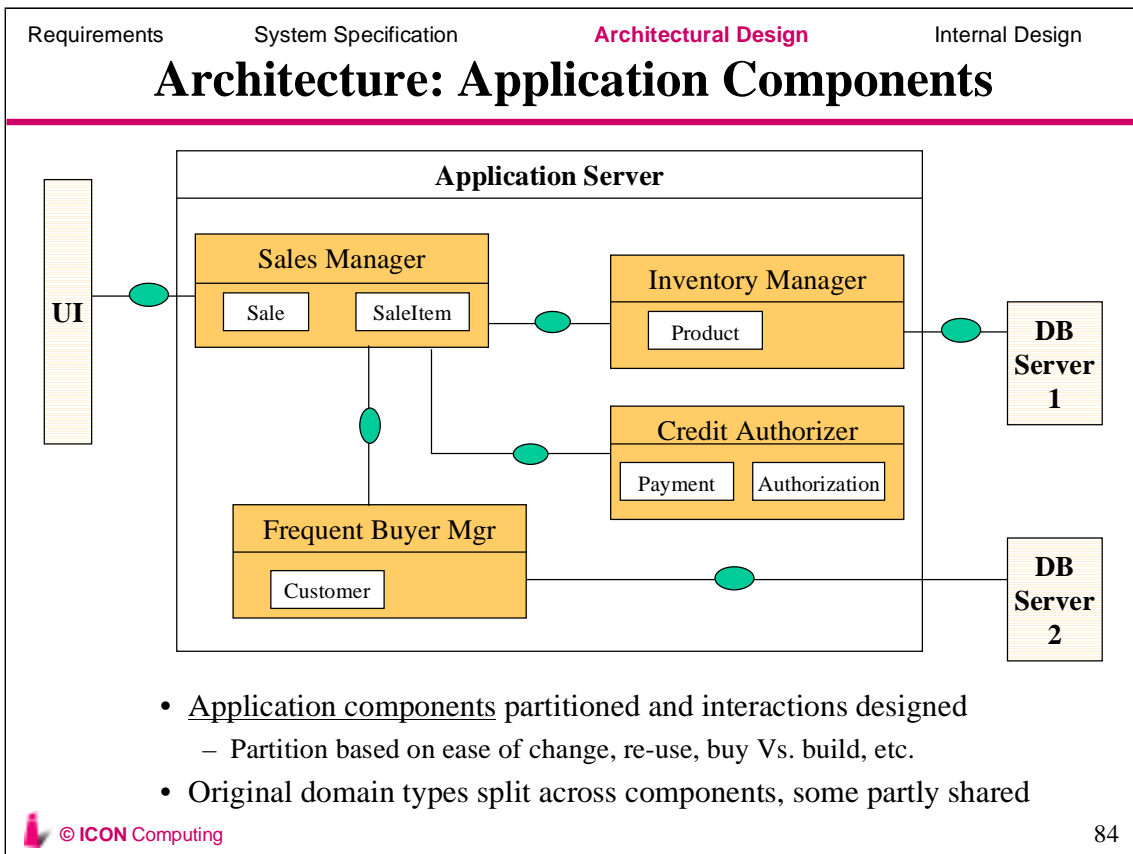 Requirements System Specification Architectural Design Internal Design
Architecture: Application Components
Application Server
UI
Sales Manager
Sale SaleItem
Inventory Manager
Product
DB
Server
1
Credit Authorizer
Payment Authorization
Frequent Buyer Mgr
Customer
DB
Server
2
• Application components partitioned and interactions designed
– Partition based on ease of change, re-use, buy Vs. build, etc.
• Original domain types split across components, some partly shared
© ICON Computing 84